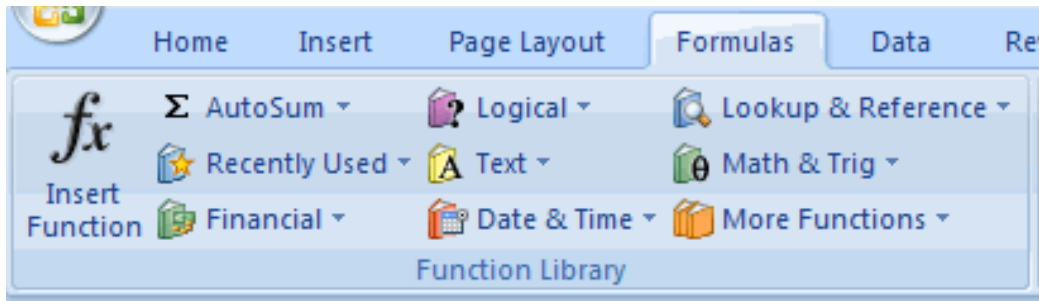 Home Insert Page Layout Formulas Data Re
fx Σ AutoSum Logical Lookup & Reference
Recently Used A Text θ Math & Trig
Insert Function Financial Date & Time More Functions
Function Library